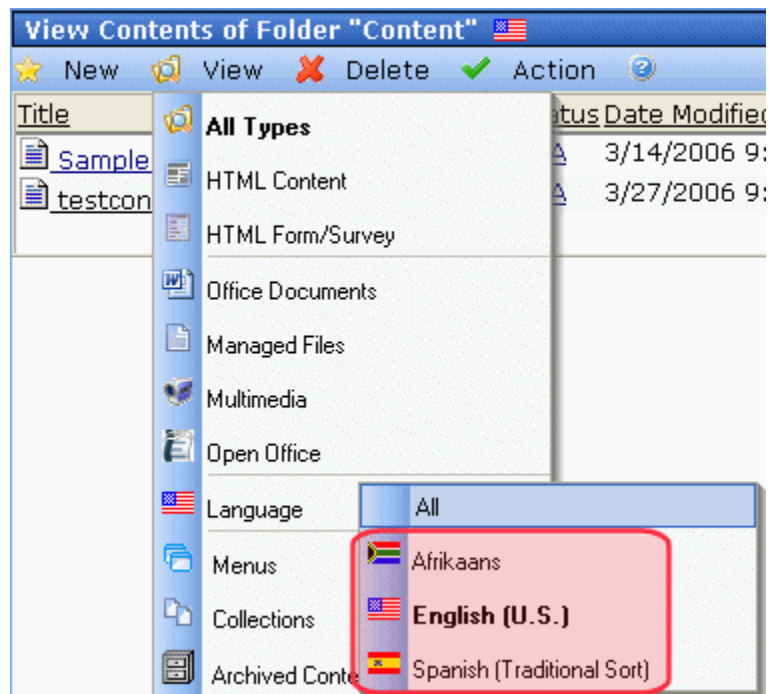 View Contents of Folder "Content"
New View Delete Action
Title tus Date Modified
All Types
Sample A 3/14/2006 9:
HTML Content
testcon A 3/27/2006 9:
HTML Form/Survey
Office Documents
Managed Files
Multimedia
Open Office
Language All
Afrikaans
Menus
English (U.S.)
Collections
Spanish (Traditional Sort)
Archived Conte